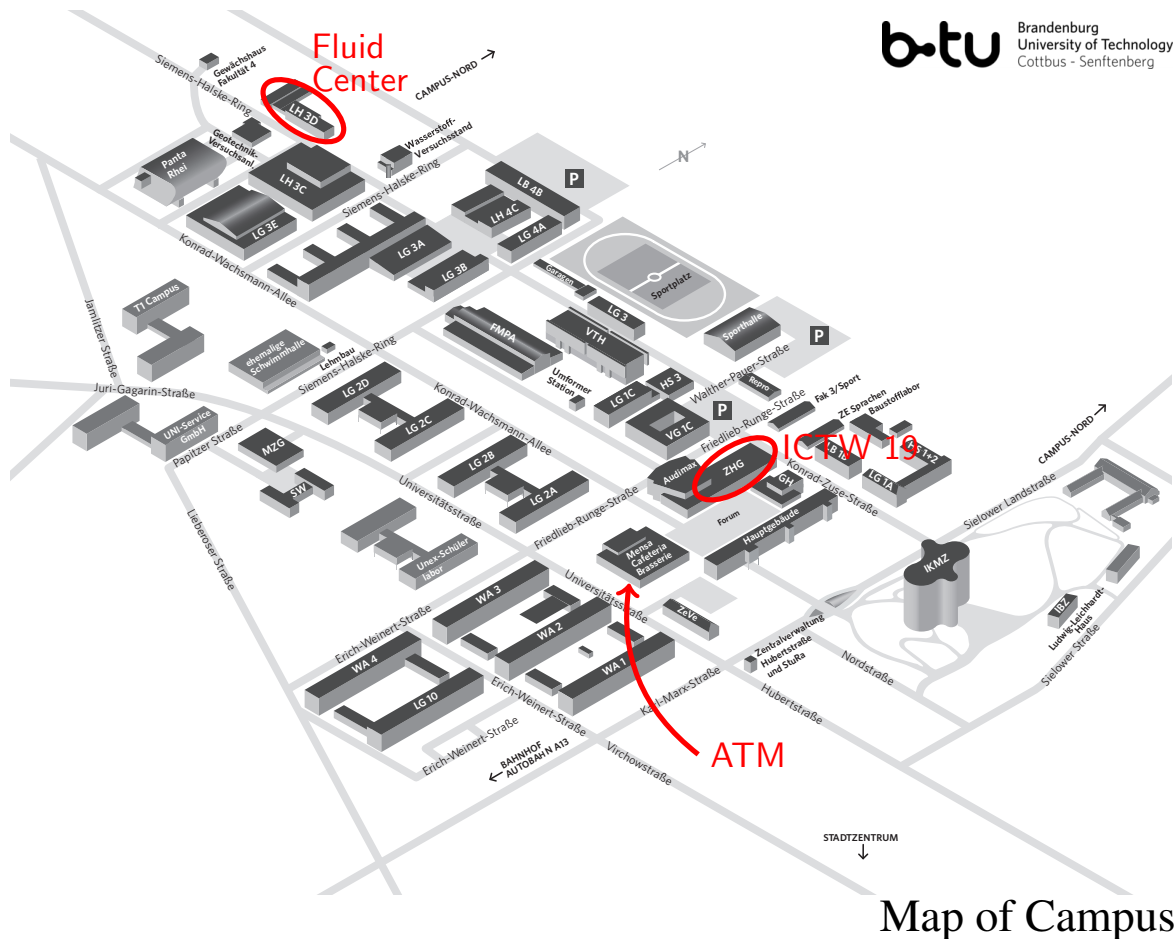 b-tu
Brandenburg
University of Technology
Cottbus - Senftenberg
Fluid
Center
Gewächshaus
Fakultät 4
Siemens-Halske-Ring
CAMPUS-NORD
LH 3D
Geotechnik-
Versuchsanl.
Wasserstoff-
Versuchsstand
Panta
Rhei
LH 3C
Siemens-Halske-Ring
N
P
LB 4B
LH 4C
LG 4A
LG 3E
LG 3A
LG 3B
Konrad-Wachsmann-Allee
Garagen
Sportplatz
T1 Campus
Jamlitzer Straße
LG 3
Sporthalle
P
FMPA
VTH
ehemalige
Schwimmhalle
Lehmbau
Siemens-Halske-Ring
Walther-Pauer-Straße
Umformer
Station
HS 3
LG 1C
Repro
Juri-Gagarin-Straße
LG 2D
Konrad-Wachsmann-Allee
VG 1C
P
Friedlieb-Runge-Straße
Fak 3/Sport
ZE Sprachen
Baustofflabor
UNI-Service
GmbH
Papitzer Straße
LG 2C
MZG
ICTW 19
LB 1B
HS 1+2
CAMPUS-NORD
LG 2B
Audimax
ZHG
GH
LG 1A
Konrad-Zuse-Straße
SW
LG 2A
Universitätsstraße
Friedlieb-Runge-Straße
Forum
Hauptgebäude
Sielower Landstraße
Lieberoser Straße
Unex-Schüler
labor
Mensa
Cafeteria
Brasserie
IKMZ
WA 3
Universitätsstraße
ZeVe
IBZ
Ludwig-Leichhardt-
Haus
Erich-Weinert-Straße
WA 2
WA 4
WA 1
Zentralverwaltung
Hubertstraße
und StuRa
Nordstraße
Sielower Straße
LG 10
Erich-Weinert-Straße
Karl-Marx-Straße
Hubertstraße
Erich-Weinert-Straße
BAHNHOF
AUTOBAHN A13
Virchowstraße
ATM
STADTZENTRUM
Map of Campus